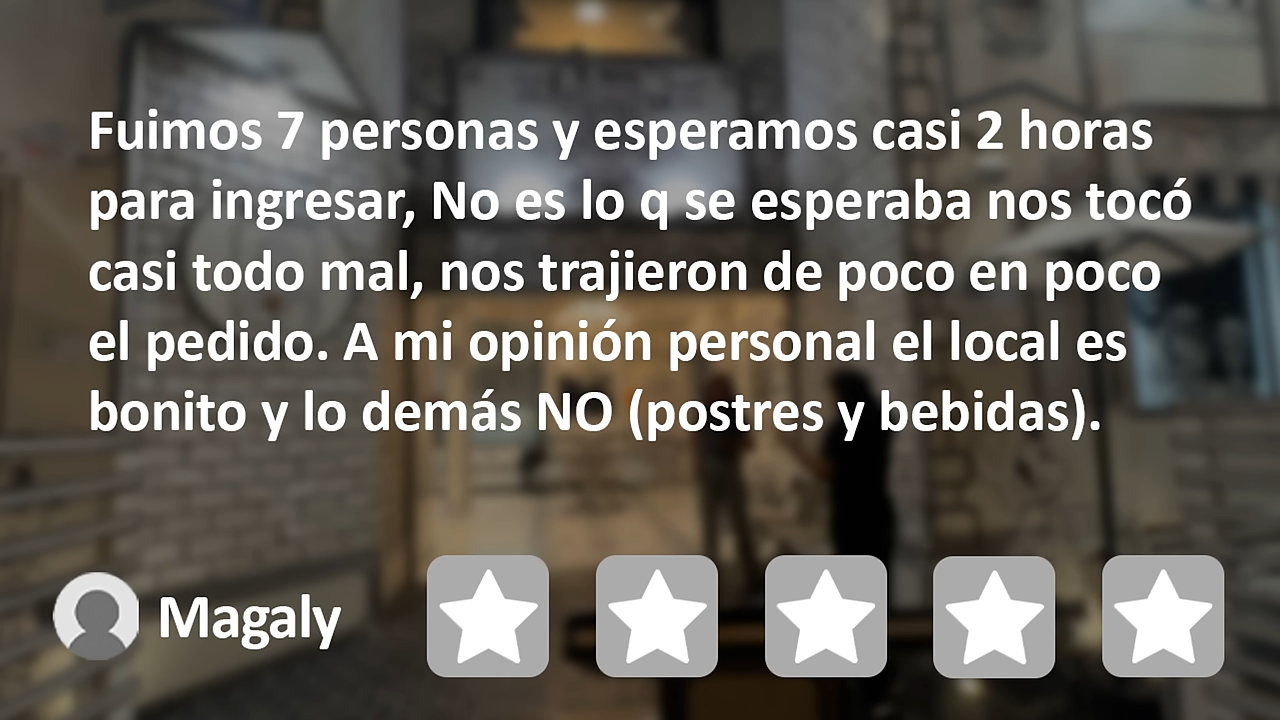 Fuimos 7 personas y esperamos casi 2 horas
para ingresar, No es lo q se esperaba nos tocó
casi todo mal, nos trajieron de poco en poco
el pedido. A mi opinión personal el local es
bonito y lo demás NO (postres y bebidas).
Magaly